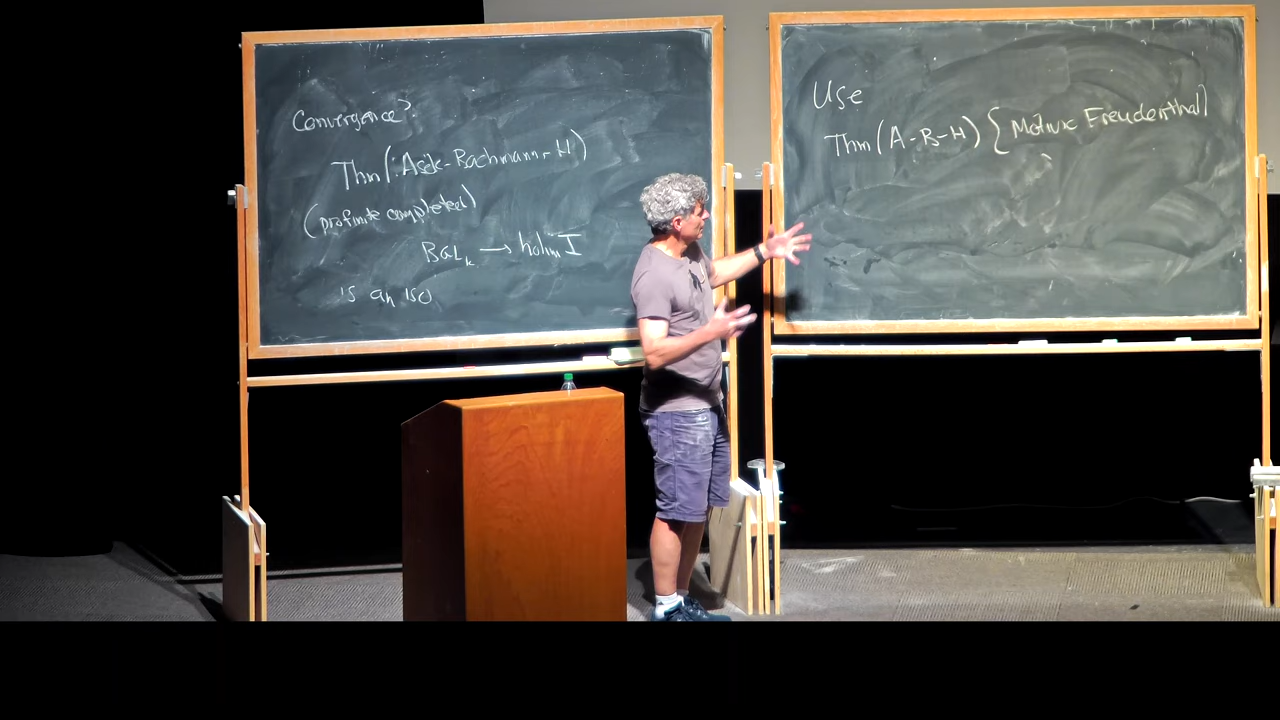 Convergence?
Thm (: Asok-Bachmann-H)
(profinite completed)
BGL_k → holim I
is an iso
Use
Thm (A-B-H) { Motivic Freudenthal)